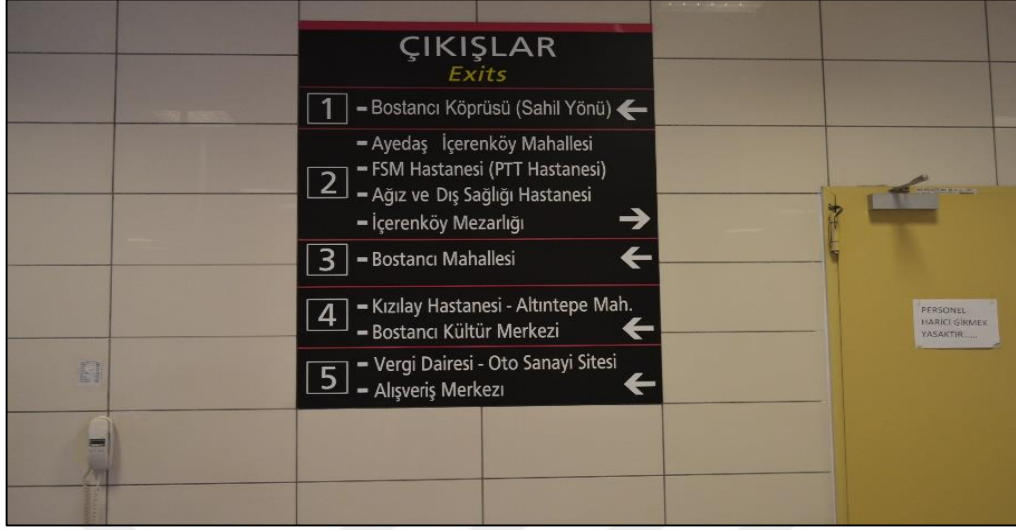 ÇIKIŞLAR
Exits
1 - Bostancı Köprüsü (Sahil Yönü)
- Ayedaş İçerenköy Mahallesi
2 - FSM Hastanesi (PTT Hastanesi)
- Ağız ve Dış Sağlığı Hastanesi
- İçerenköy Mezarlığı
3 - Bostancı Mahallesi
4 - Kızılay Hastanesi - Altıntepe Mah.
- Bostancı Kültür Merkezi
5 - Vergi Dairesi - Oto Sanayi Sitesi
- Alışveriş Merkezı
PERSONEL
HARİCİ GİRMEK
YASAKTIR.....